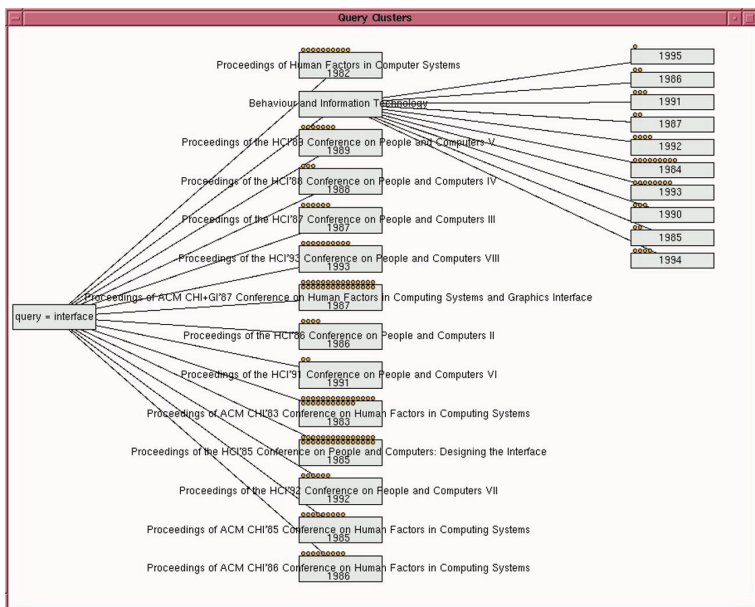 Query Clusters
Proceedings of Human Factors in Computer Systems
1982
Behaviour and Information Technology
Proceedings of the HCI'89 Conference on People and Computers V
1989
Proceedings of the HCI'88 Conference on People and Computers IV
1988
Proceedings of the HCI'87 Conference on People and Computers III
1987
Proceedings of the HCI'93 Conference on People and Computers VIII
1993
Proceedings of ACM CHI+GI'87 Conference on Human Factors in Computing Systems and Graphics Interface
1987
query = interface
Proceedings of the HCI'86 Conference on People and Computers II
1986
Proceedings of the HCI'91 Conference on People and Computers VI
1991
Proceedings of ACM CHI'83 Conference on Human Factors in Computing Systems
1983
Proceedings of the HCI'85 Conference on People and Computers: Designing the Interface
1985
Proceedings of the HCI'92 Conference on People and Computers VII
1992
Proceedings of ACM CHI'85 Conference on Human Factors in Computing Systems
1985
Proceedings of ACM CHI'86 Conference on Human Factors in Computing Systems
1986
1995
1986
1991
1987
1992
1984
1993
1990
1985
1994